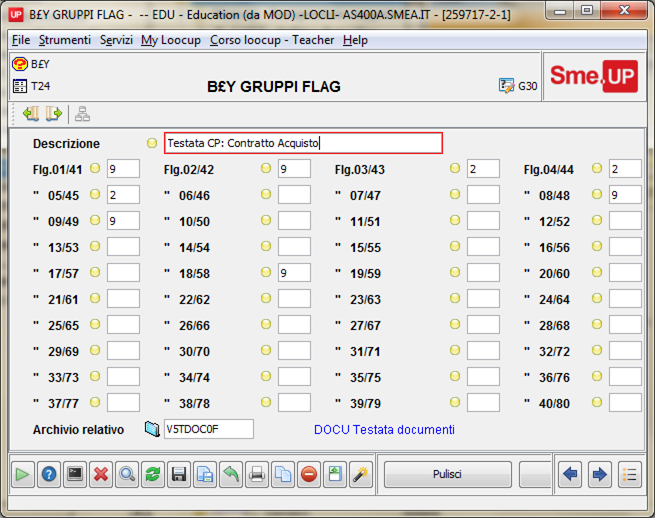 UP B£Y GRUPPI FLAG - -- EDU - Education (da MOD) -LOCLI- AS400A.SMEA.IT - [259717-2-1]
File Strumenti Servizi My Loocup Corso loocup - Teacher Help
B£Y
T24 B£Y GRUPPI FLAG G30 Sme.UP
Descrizione Testata CP: Contratto Acquisto
Flg.01/41 9 Flg.02/42 9 Flg.03/43 2 Flg.04/44 2
" 05/45 2 " 06/46 " 07/47 " 08/48 9
" 09/49 9 " 10/50 " 11/51 " 12/52
" 13/53 " 14/54 " 15/55 " 16/56
" 17/57 " 18/58 9 " 19/59 " 20/60
" 21/61 " 22/62 " 23/63 " 24/64
" 25/65 " 26/66 " 27/67 " 28/68
" 29/69 " 30/70 " 31/71 " 32/72
" 33/73 " 34/74 " 35/75 " 36/76
" 37/77 " 38/78 " 39/79 " 40/80
Archivio relativo V5TDOC0F DOCU Testata documenti
Pulisci